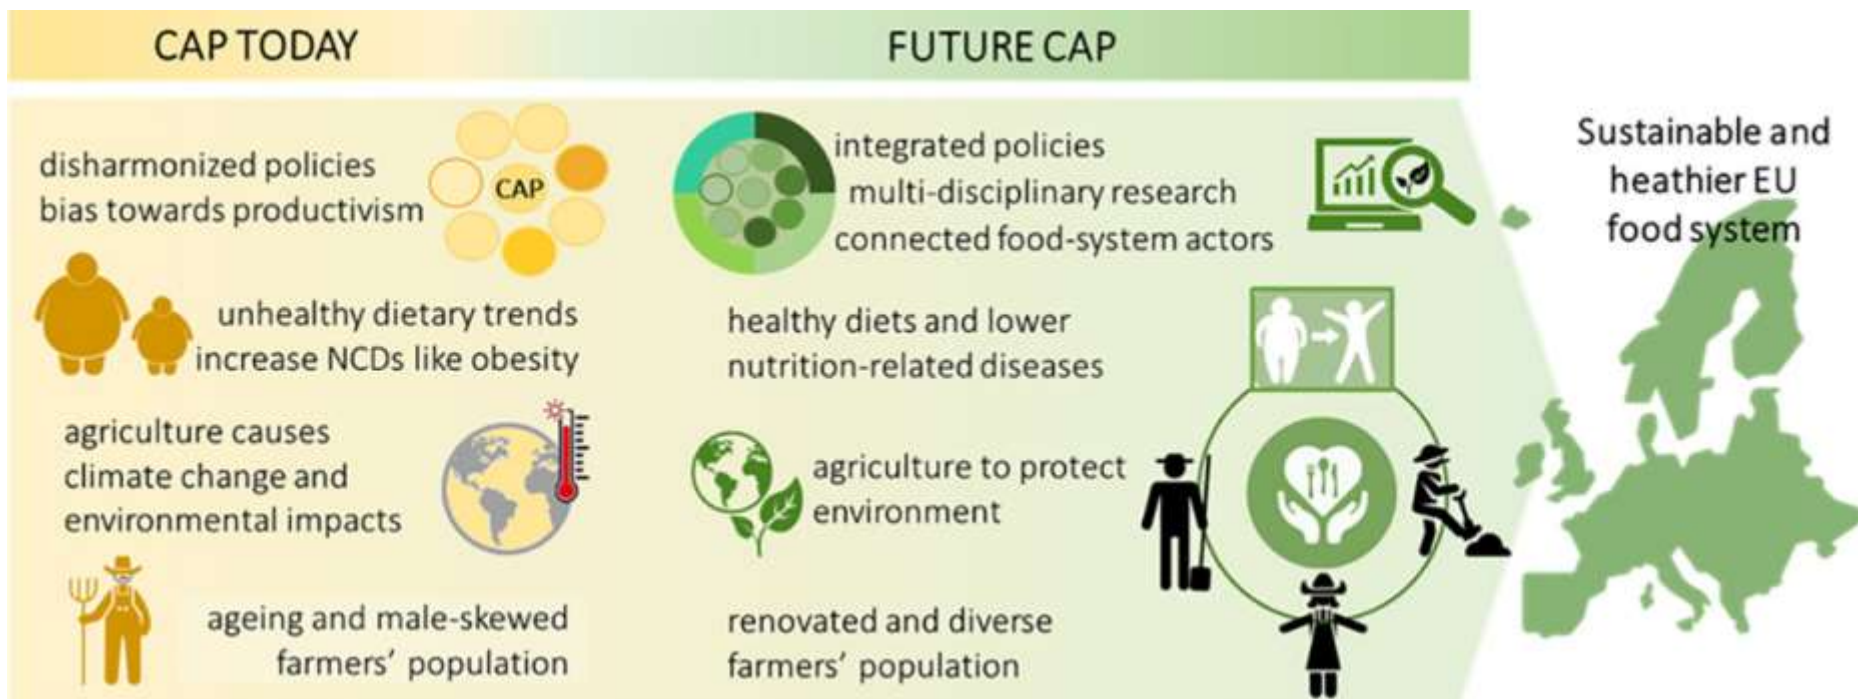 CAP TODAY
FUTURE CAP
disharmonized policies
bias towards productivism
CAP
integrated policies
multi-disciplinary research
connected food-system actors
Sustainable and
heathier EU
food system
unhealthy dietary trends
increase NCDs like obesity
healthy diets and lower
nutrition-related diseases
agriculture causes
climate change and
environmental impacts
agriculture to protect
environment
ageing and male-skewed
farmers’ population
renovated and diverse
farmers’ population